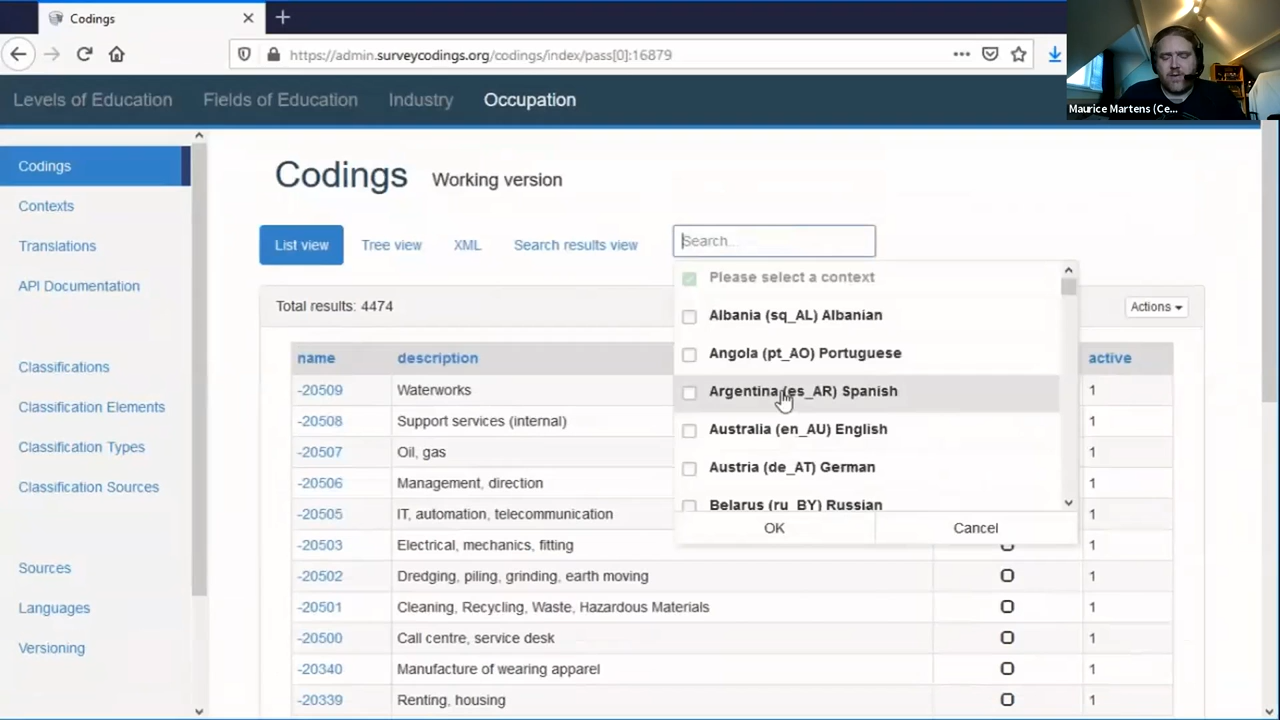 Codings
https://admin.surveycodings.org/codings/index/pass[0]:16879
Maurice Martens (Ce...
Levels of Education Fields of Education Industry Occupation
Codings
Contexts
Translations
API Documentation
Classifications
Classification Elements
Classification Types
Classification Sources
Sources
Languages
Versioning
Codings Working version
List view Tree view XML Search results view Search...
Please select a context
Albania (sq_AL) Albanian
Angola (pt_AO) Portuguese
Argentina (es_AR) Spanish
Australia (en_AU) English
Austria (de_AT) German
Belarus (ru_BY) Russian
OK Cancel
Total results: 4474 Actions
name description active
-20509 Waterworks 1
-20508 Support services (internal) 1
-20507 Oil, gas 1
-20506 Management, direction 1
-20505 IT, automation, telecommunication 1
-20503 Electrical, mechanics, fitting 1
-20502 Dredging, piling, grinding, earth moving 1
-20501 Cleaning, Recycling, Waste, Hazardous Materials 1
-20500 Call centre, service desk 1
-20340 Manufacture of wearing apparel 1
-20339 Renting, housing 1